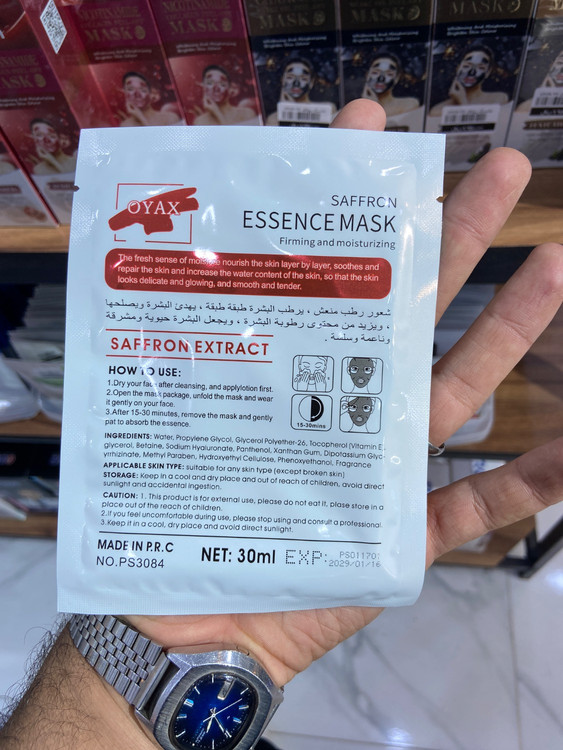 MASK
MASK
MASK
MASK
OYAX
SAFFRON
ESSENCE MASK
Firming and moisturizing
The fresh sense of moisture nourish the skin layer by layer, soothes and
repair the skin and increase the water content of the skin, so that the skin
looks delicate and glowing, and smooth and tender.
شعور رطب منعش ، يرطب البشرة طبقة طبقة ، يهدئ البشرة ويصلحها
، ويزيد من محتوى رطوبة البشرة ، ويجعل البشرة حيوية ومشرقة
وناعمة وسلسة .
SAFFRON EXTRACT
HOW TO USE:
1.Dry your face after cleansing, and applylotion first.
2.Open the mask package, unfold the mask and wear
it gently on your face.
3.After 15-30 minutes, remove the mask and gently
pat to absorb the essence.
15-30mins
INGREDIENTS: Water, Propylene Glycol, Glycerol Polyether-26, Tocopherol (Vitamin E),
glycerol, Betaine, Sodium Hyaluronate, Panthenol, Xanthan Gum, Dipotassium Glyc-
yrrhizinate, Methyl Paraben, Hydroxyethyl Cellulose, Phenoxyethanol, Fragrance
APPLICABLE SKIN TYPE: suitable for any skin type (except broken skin)
STORAGE: Keep in a cool and dry place and out of reach of children, avoid direct
sunlight and accidental ingestion.
CAUTION: 1. This product is for external use, please do not eat it, plase store in a
place out of the reach of children.
2.If you feel uncomfortable during use, please stop using and consult a professional.
3.Keep it in a cool, dry place and avoid direct sunlight.
MADE IN P.R.C
NO.PS3084
NET: 30ml
EXP:
PS011701
2029/01/16